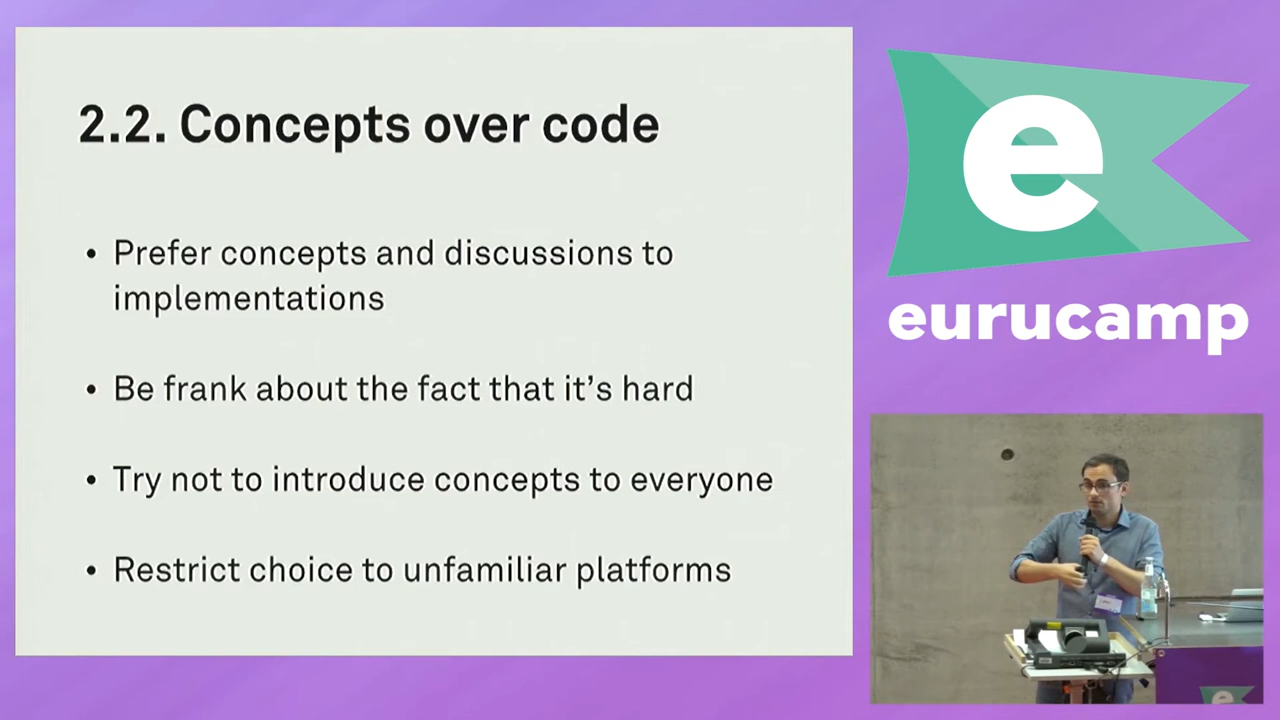 2.2. Concepts over code
• Prefer concepts and discussions to
implementations
• Be frank about the fact that it's hard
• Try not to introduce concepts to everyone
• Restrict choice to unfamiliar platforms
e
eurucamp
e